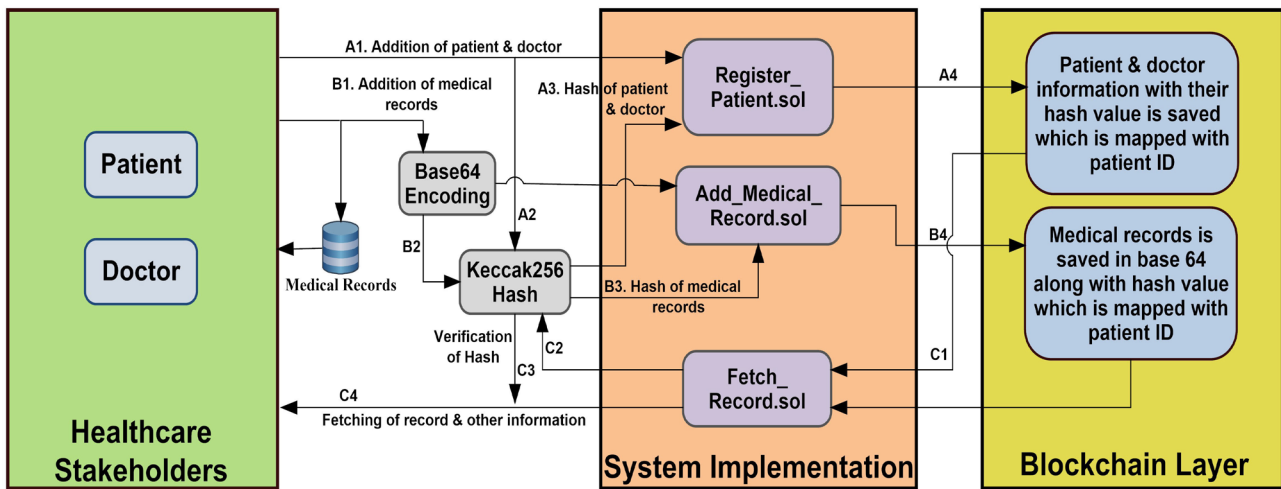 Patient
Doctor
Healthcare
Stakeholders
A1. Addition of patient & doctor
B1. Addition of medical
records
A3. Hash of patient
& doctor
Base64
Encoding
A2
B2
Medical Records
Keccak256
Hash
B3. Hash of medical
records
Verification
of Hash
C2
C3
C4
Fetching of record & other information
Register_
Patient.sol
Add_Medical_
Record.sol
Fetch_
Record.sol
System Implementation
A4
B4
C1
Patient & doctor
information with their
hash value is saved
which is mapped with
patient ID
Medical records is
saved in base 64
along with hash value
which is mapped with
patient ID
Blockchain Layer